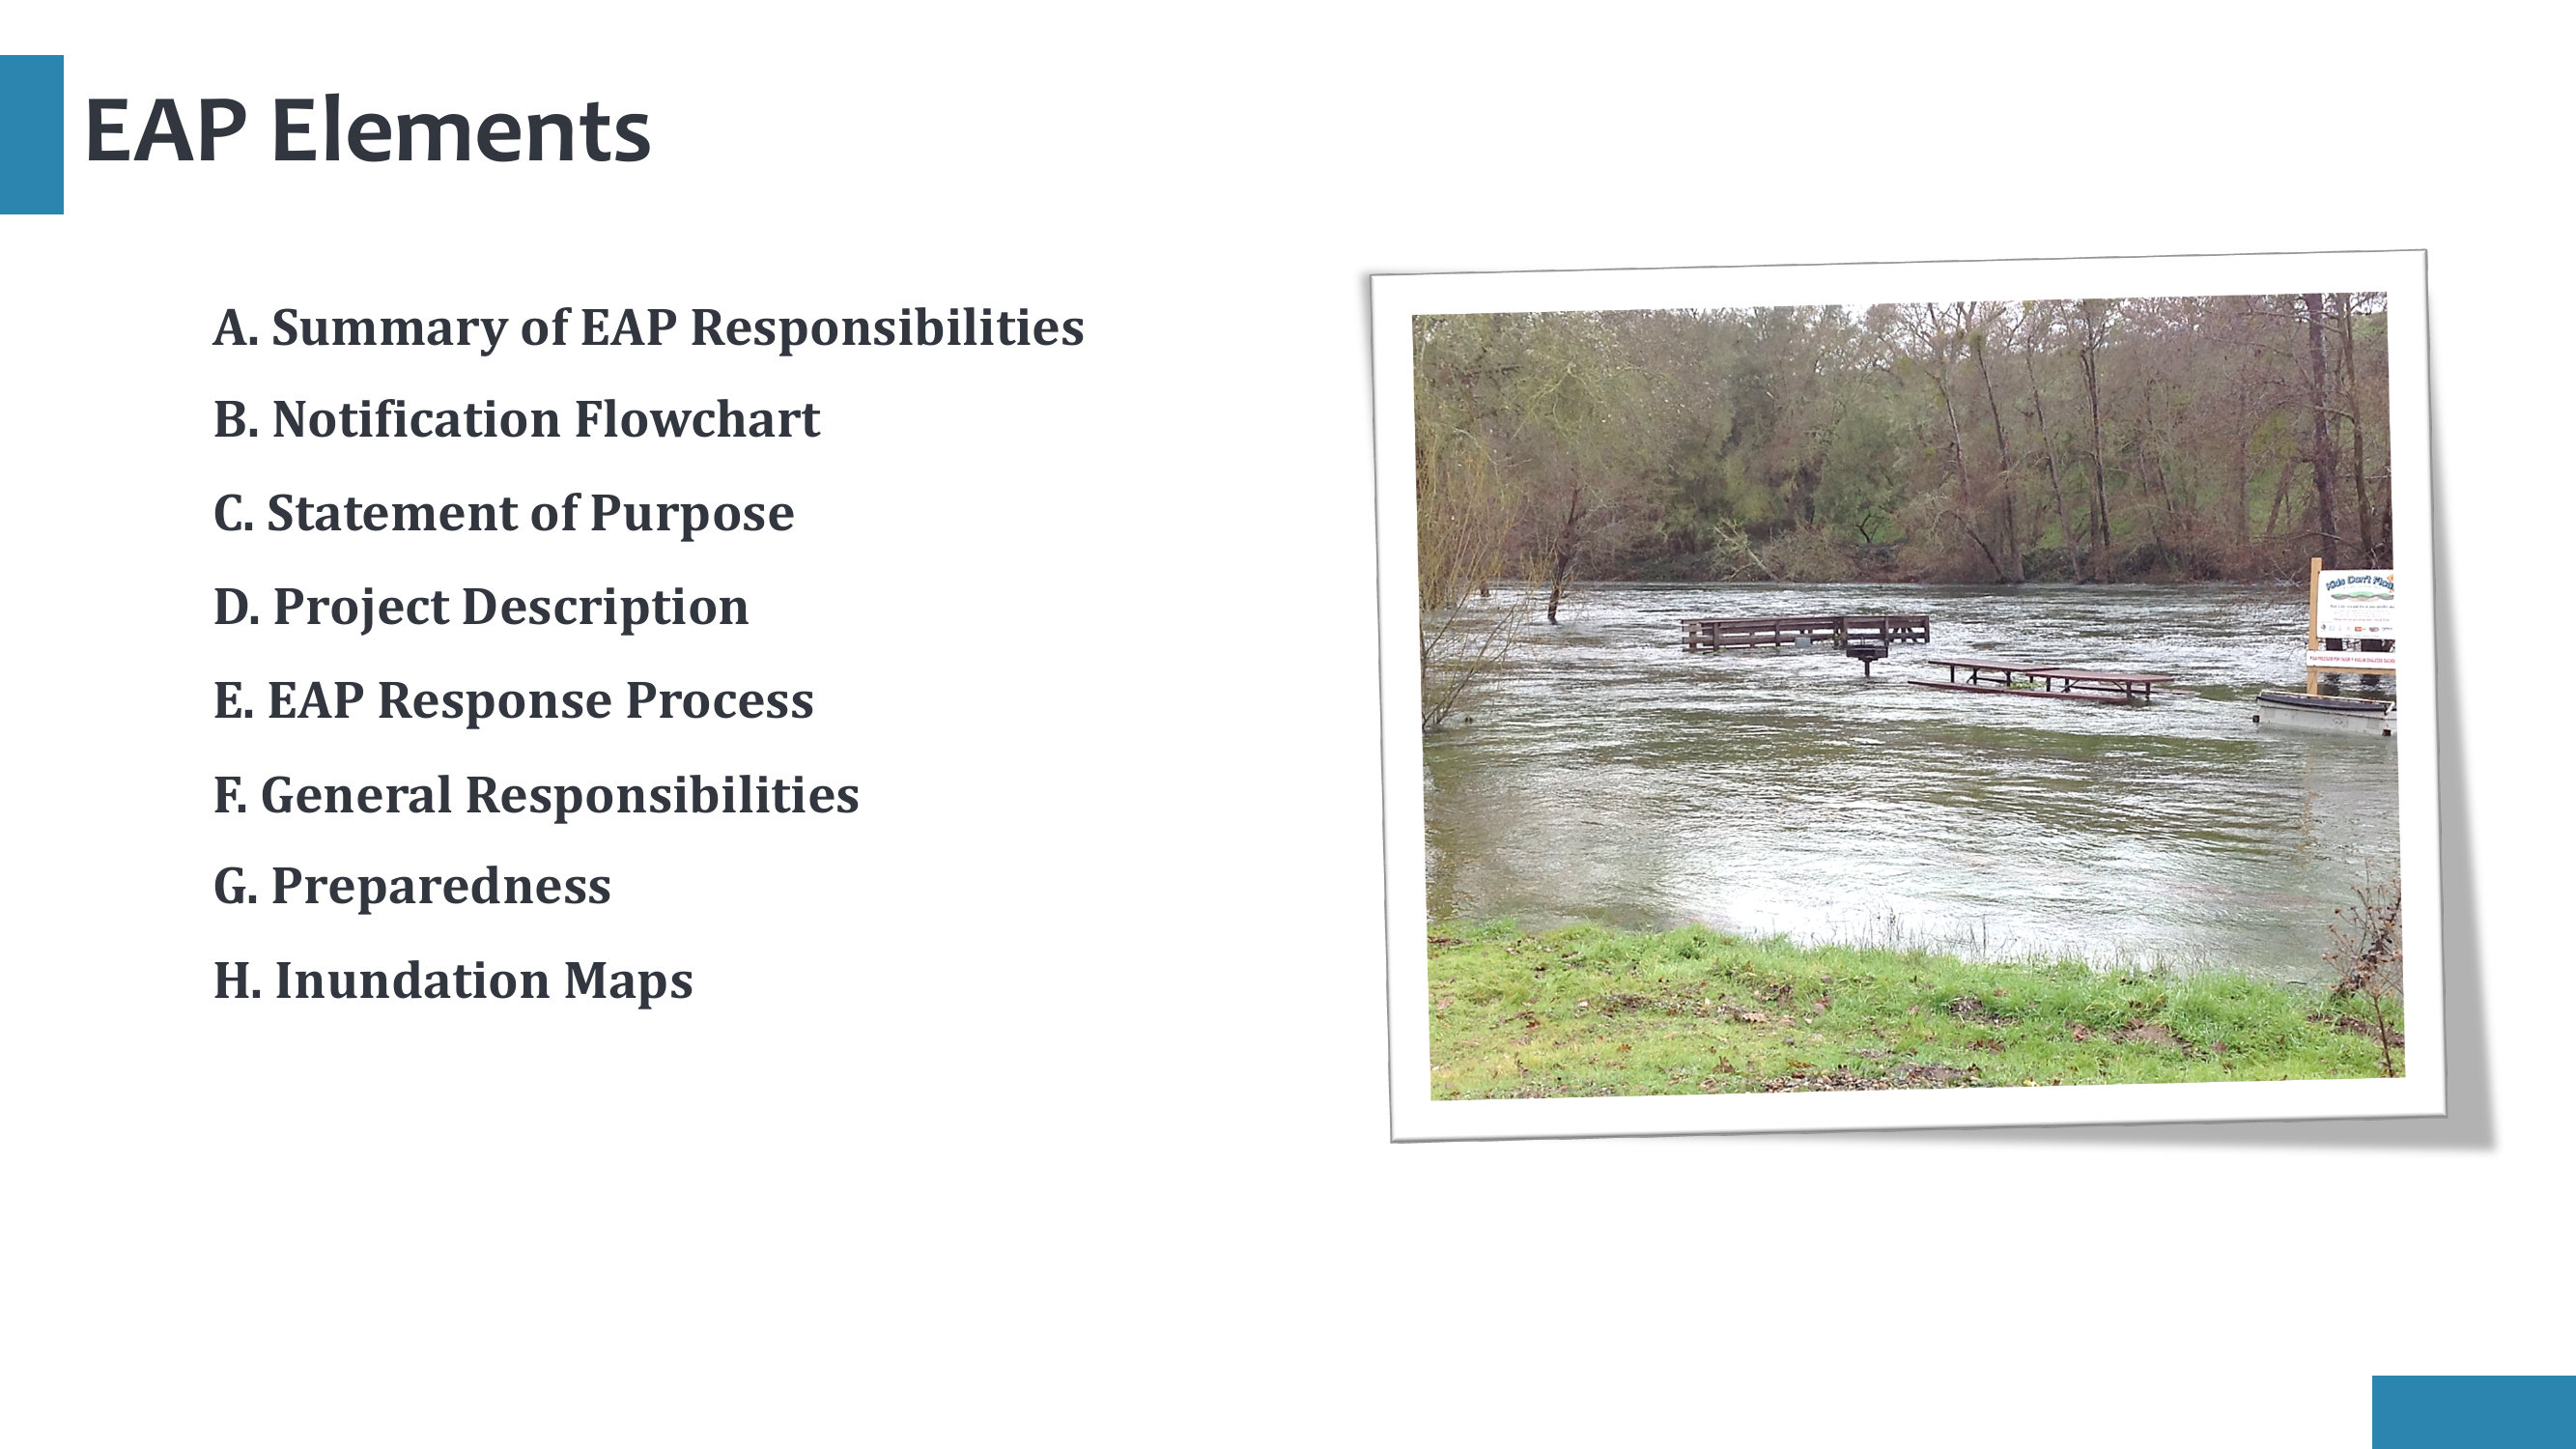 EAP Elements
A. Summary of EAP Responsibilities
B. Notification Flowchart
C. Statement of Purpose
D. Project Description
E. EAP Response Process
F. General Responsibilities
G. Preparedness
H. Inundation Maps
Kids Don't Float